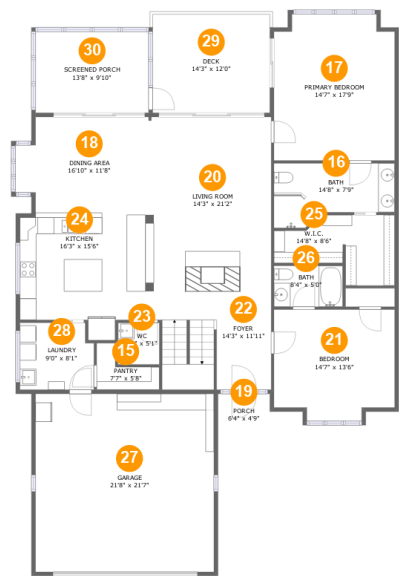 30
SCREENED PORCH
13'8" x 9'10"
29
DECK
14'3" x 12'0"
17
PRIMARY BEDROOM
14'7" x 17'9"
18
DINING AREA
16'10" x 11'8"
16
BATH
14'8" x 7'9"
20
LIVING ROOM
14'3" x 21'2"
25
W.I.C.
14'8" x 8'6"
24
KITCHEN
16'3" x 15'6"
26
BATH
8'4" x 5'0"
23
WC
x 5'1"
22
FOYER
14'3" x 11'11"
28
LAUNDRY
9'0" x 8'1"
15
PANTRY
7'7" x 5'8"
21
BEDROOM
14'7" x 13'6"
19
PORCH
6'4" x 4'9"
27
GARAGE
21'8" x 21'7"